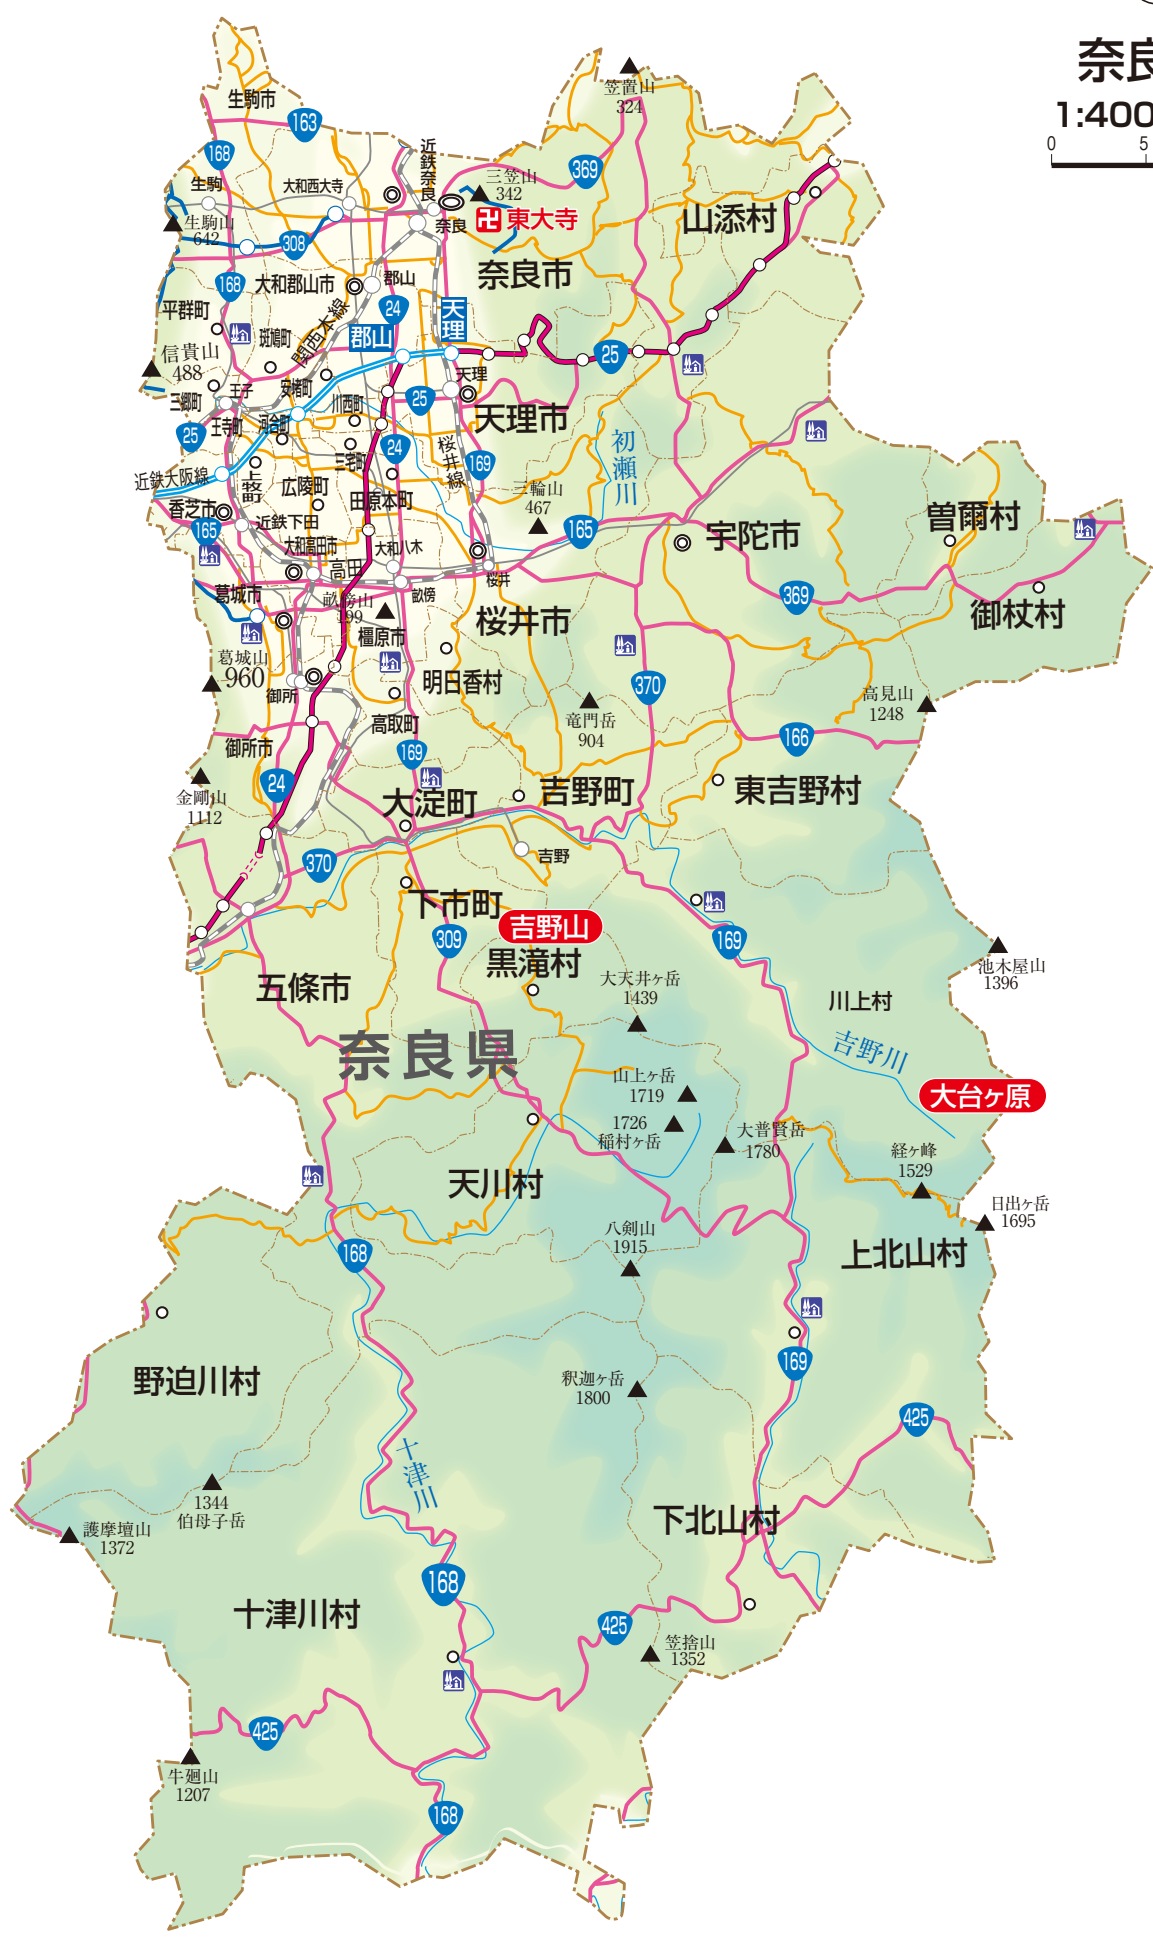 奈良
1:400
0 5
生駒市
163
168
笠置山
324
369
近鉄奈良
三笠山
342
生駒
大和西大寺
卍 東大寺
奈良
山添村
生駒山
642
308
奈良市
168
大和郡山市
郡山
平群町
24
天理
斑鳩町
関西本線
郡山
信貴山
488
25
天理
王子
安堵町
川西町
25
三郷町
王寺町
河合町
天理市
25
24
桜井線
初瀬川
三宅町
169
近鉄大阪線
上牧町
広陵町
三輪山
467
田原本町
香芝市
近鉄下田
165
165
宇陀市
曽爾村
大和高田市
大和八木
高田
桜井
葛城市
畝傍山
199
畝傍
369
御杖村
橿原市
桜井市
葛城山
960
明日香村
370
御所
高見山
1248
竜門岳
904
高取町
御所市
169
166
金剛山
1112
24
大淀町
吉野町
東吉野村
370
吉野
下市町
吉野山
309
169
黒滝村
池木屋山
1396
五條市
大天井ヶ岳
1439
川上村
奈良県
吉野川
山上ヶ岳
1719
大台ヶ原
1726
稲村ヶ岳
大普賢岳
1780
経ヶ峰
1529
天川村
日出ヶ岳
1695
168
八剣山
1915
上北山村
野迫川村
169
釈迦ヶ岳
1800
425
十津川
1344
伯母子岳
護摩壇山
1372
下北山村
168
十津川村
425
笠捨山
1352
425
牛廻山
1207
168